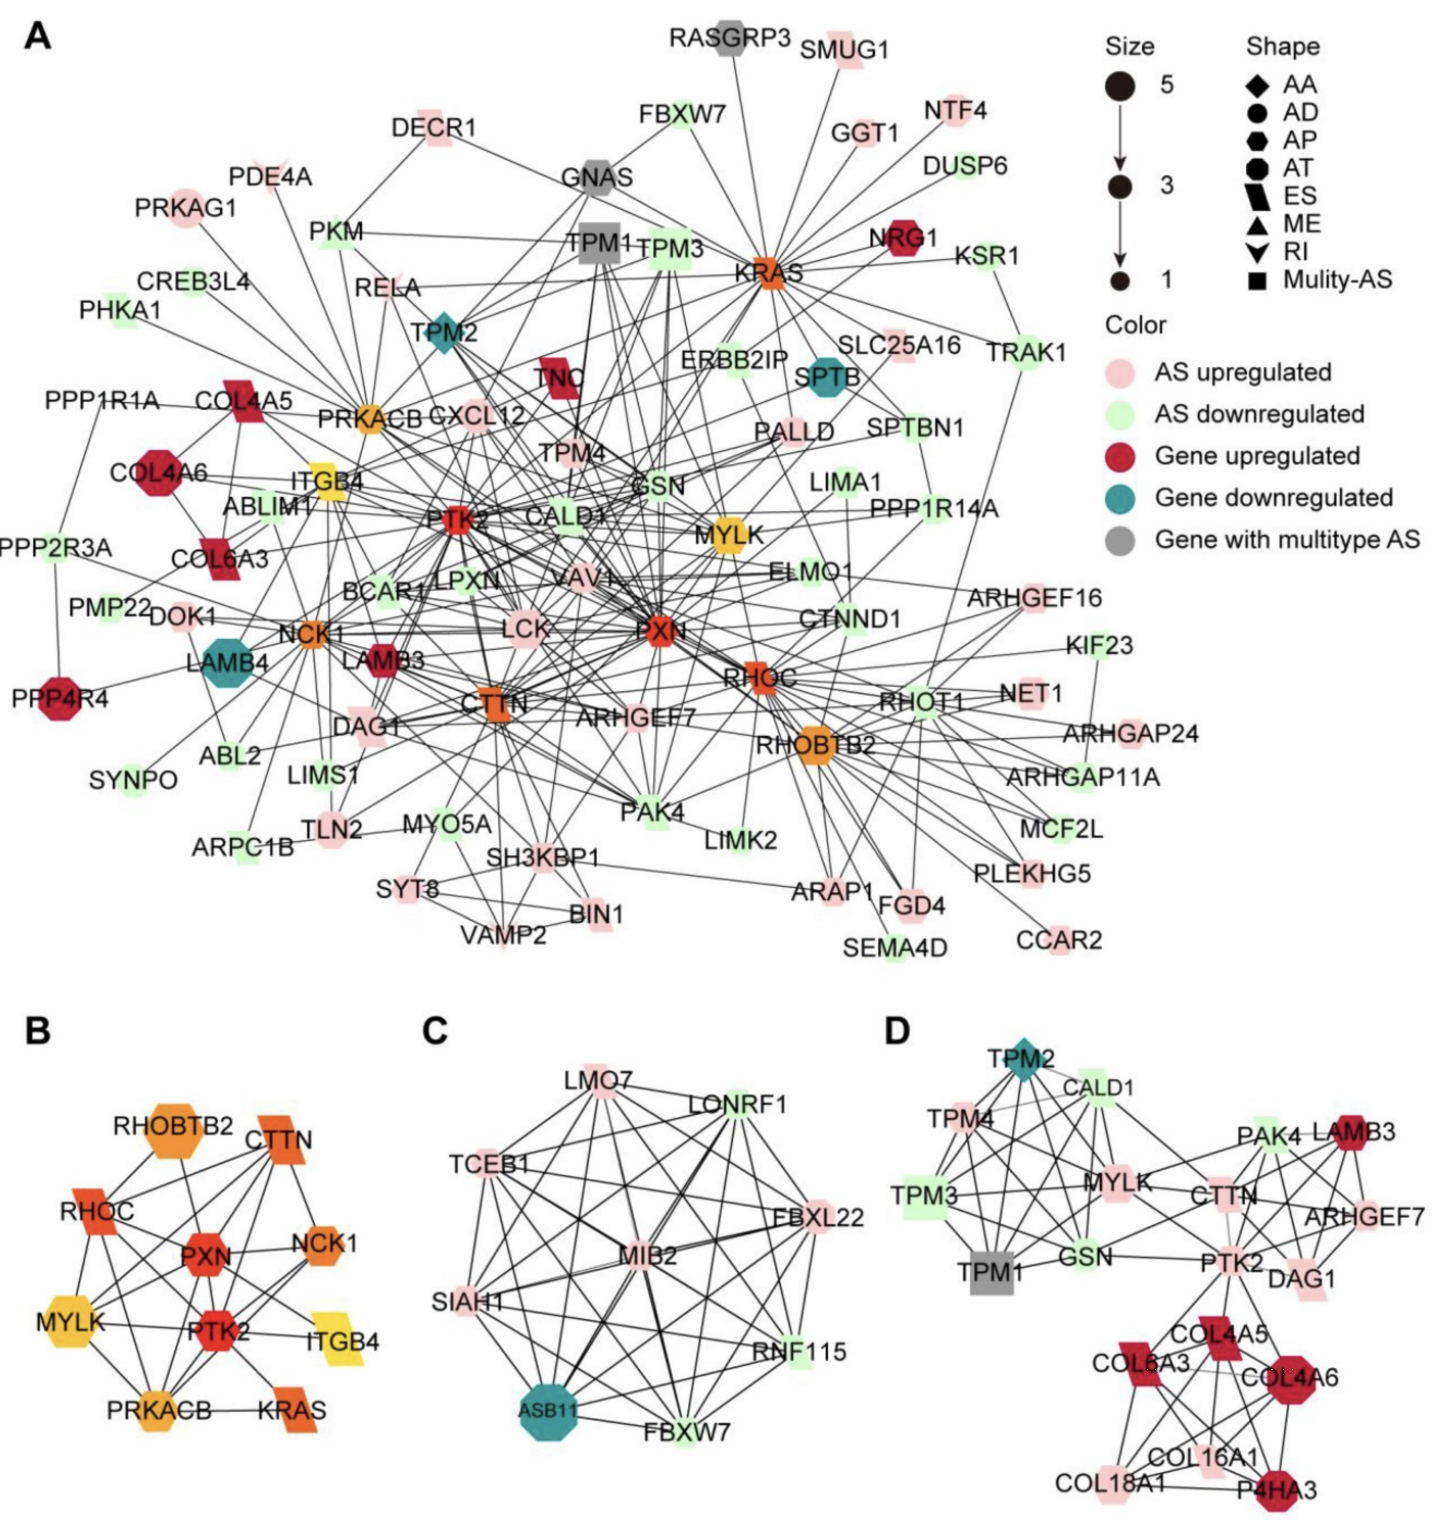 A
RASGRP3
SMUG1
FBXW7
NTF4
DECR1
GGT1
DUSP6
PDE4A
GNAS
PRKAG1
PKM
TPM1
TPM3
NRG1
KSR1
KRAS
CREB3L4
RELA
PHKA1
TPM2
ERBB2IP
SLC25A16
TRAK1
TNC
SPTB
PPP1R1A
COL4A5
PRKACB
CXCL12
PALLD
SPTBN1
TPM4
COL4A6
ITGB4
GSN
LIMA1
ABLIM1
PTK2
CALD1
PPP1R14A
MYLK
PPP2R3A
COL6A3
BCAR1
LPXN
VAV1
ELMO1
ARHGEF16
PMP22
DOK1
NCK1
LCK
PXN
CTNND1
KIF23
LAMB4
LAMB3
RHOC
PPP4R4
CTTN
RHOT1
NET1
DAG1
ARHGEF7
ARHGAP24
RHOBTB2
ABL2
SYNPO
LIMS1
ARHGAP11A
PAK4
TLN2
MYO5A
LIMK2
MCF2L
ARPC1B
SH3KBP1
PLEKHG5
SYT8
ARAP1
FGD4
BIN1
VAMP2
SEMA4D
CCAR2
Size
5
3
1
Shape
AA
AD
AP
AT
ES
ME
RI
Mulity-AS
Color
AS upregulated
AS downregulated
Gene upregulated
Gene downregulated
Gene with multitype AS
B
RHOBTB2
CTTN
RHOC
PXN
NCK1
MYLK
PTK2
ITGB4
PRKACB
KRAS
C
LMO7
LONRF1
TCEB1
FBXL22
MIB2
SIAH1
RNF115
ASB11
FBXW7
D
TPM2
CALD1
TPM4
PAK4
LAMB3
MYLK
CTTN
TPM3
ARHGEF7
GSN
PTK2
TPM1
DAG1
COL4A5
COL6A3
COL4A6
COL16A1
COL18A1
P4HA3